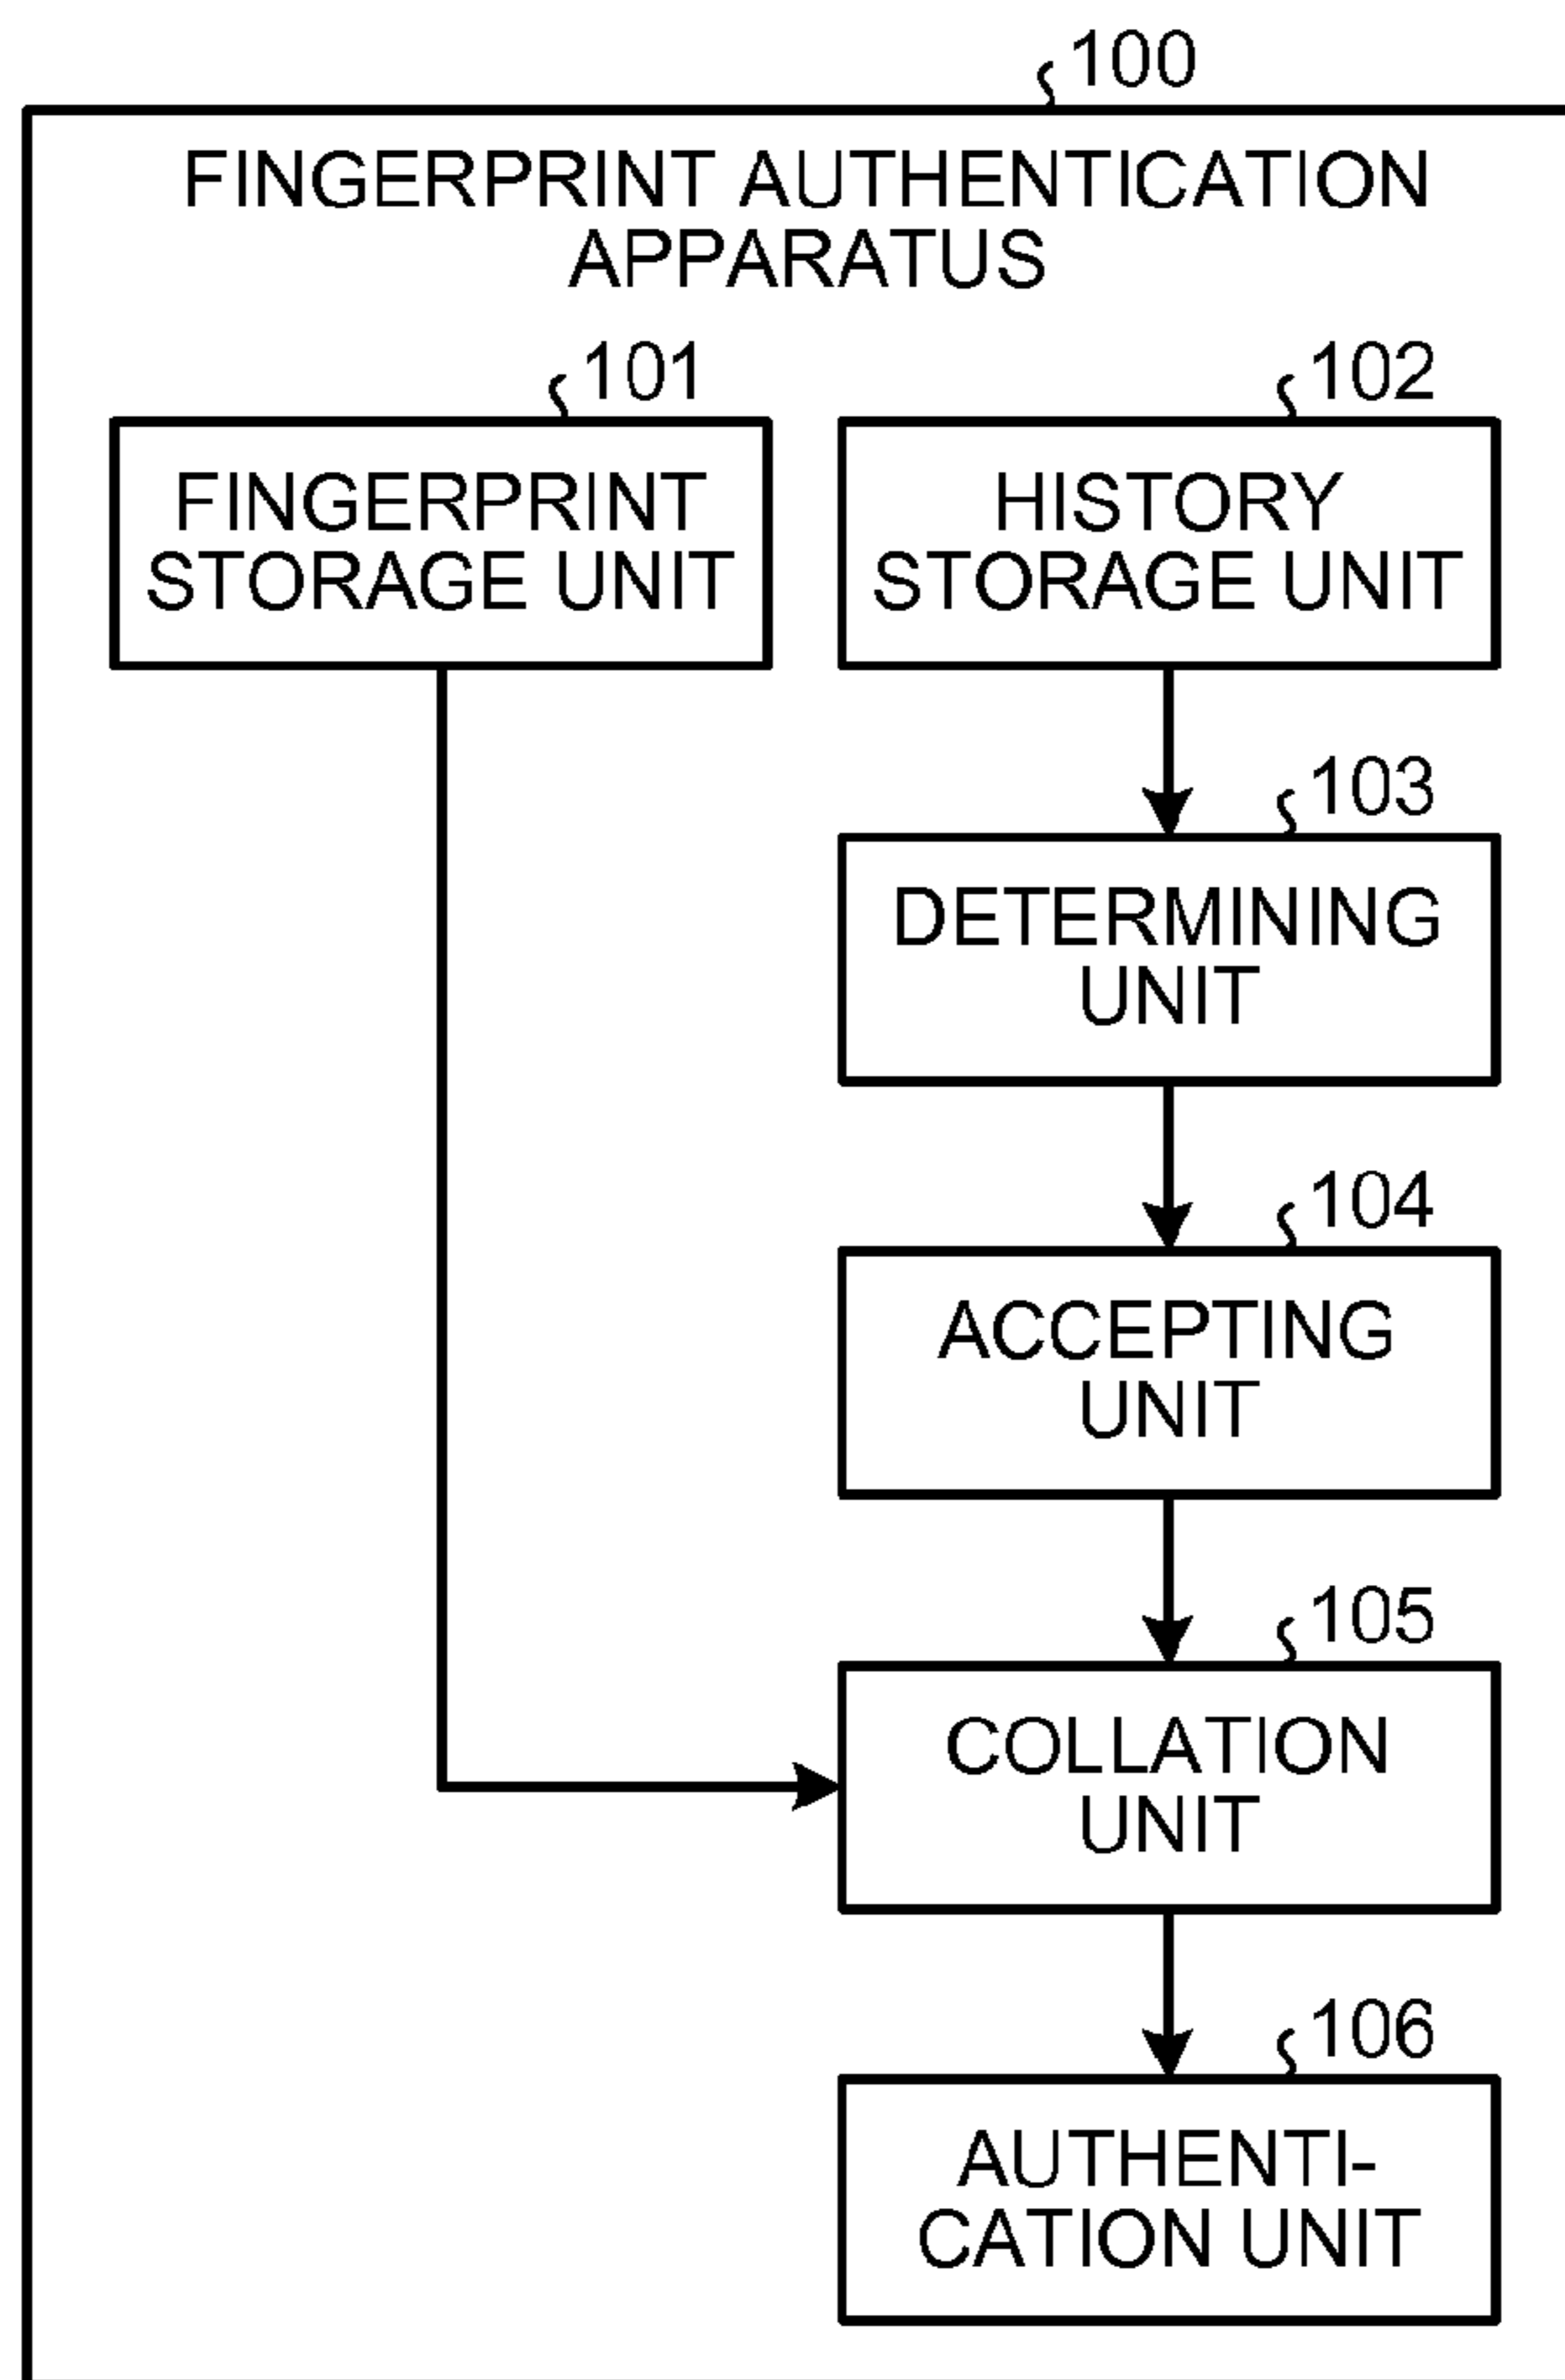 100
FINGERPRINT AUTHENTICATION
APPARATUS
101
FINGERPRINT
STORAGE UNIT
102
HISTORY
STORAGE UNIT
103
DETERMINING
UNIT
104
ACCEPTING
UNIT
105
COLLATION
UNIT
106
AUTHENTI-
CATION UNIT